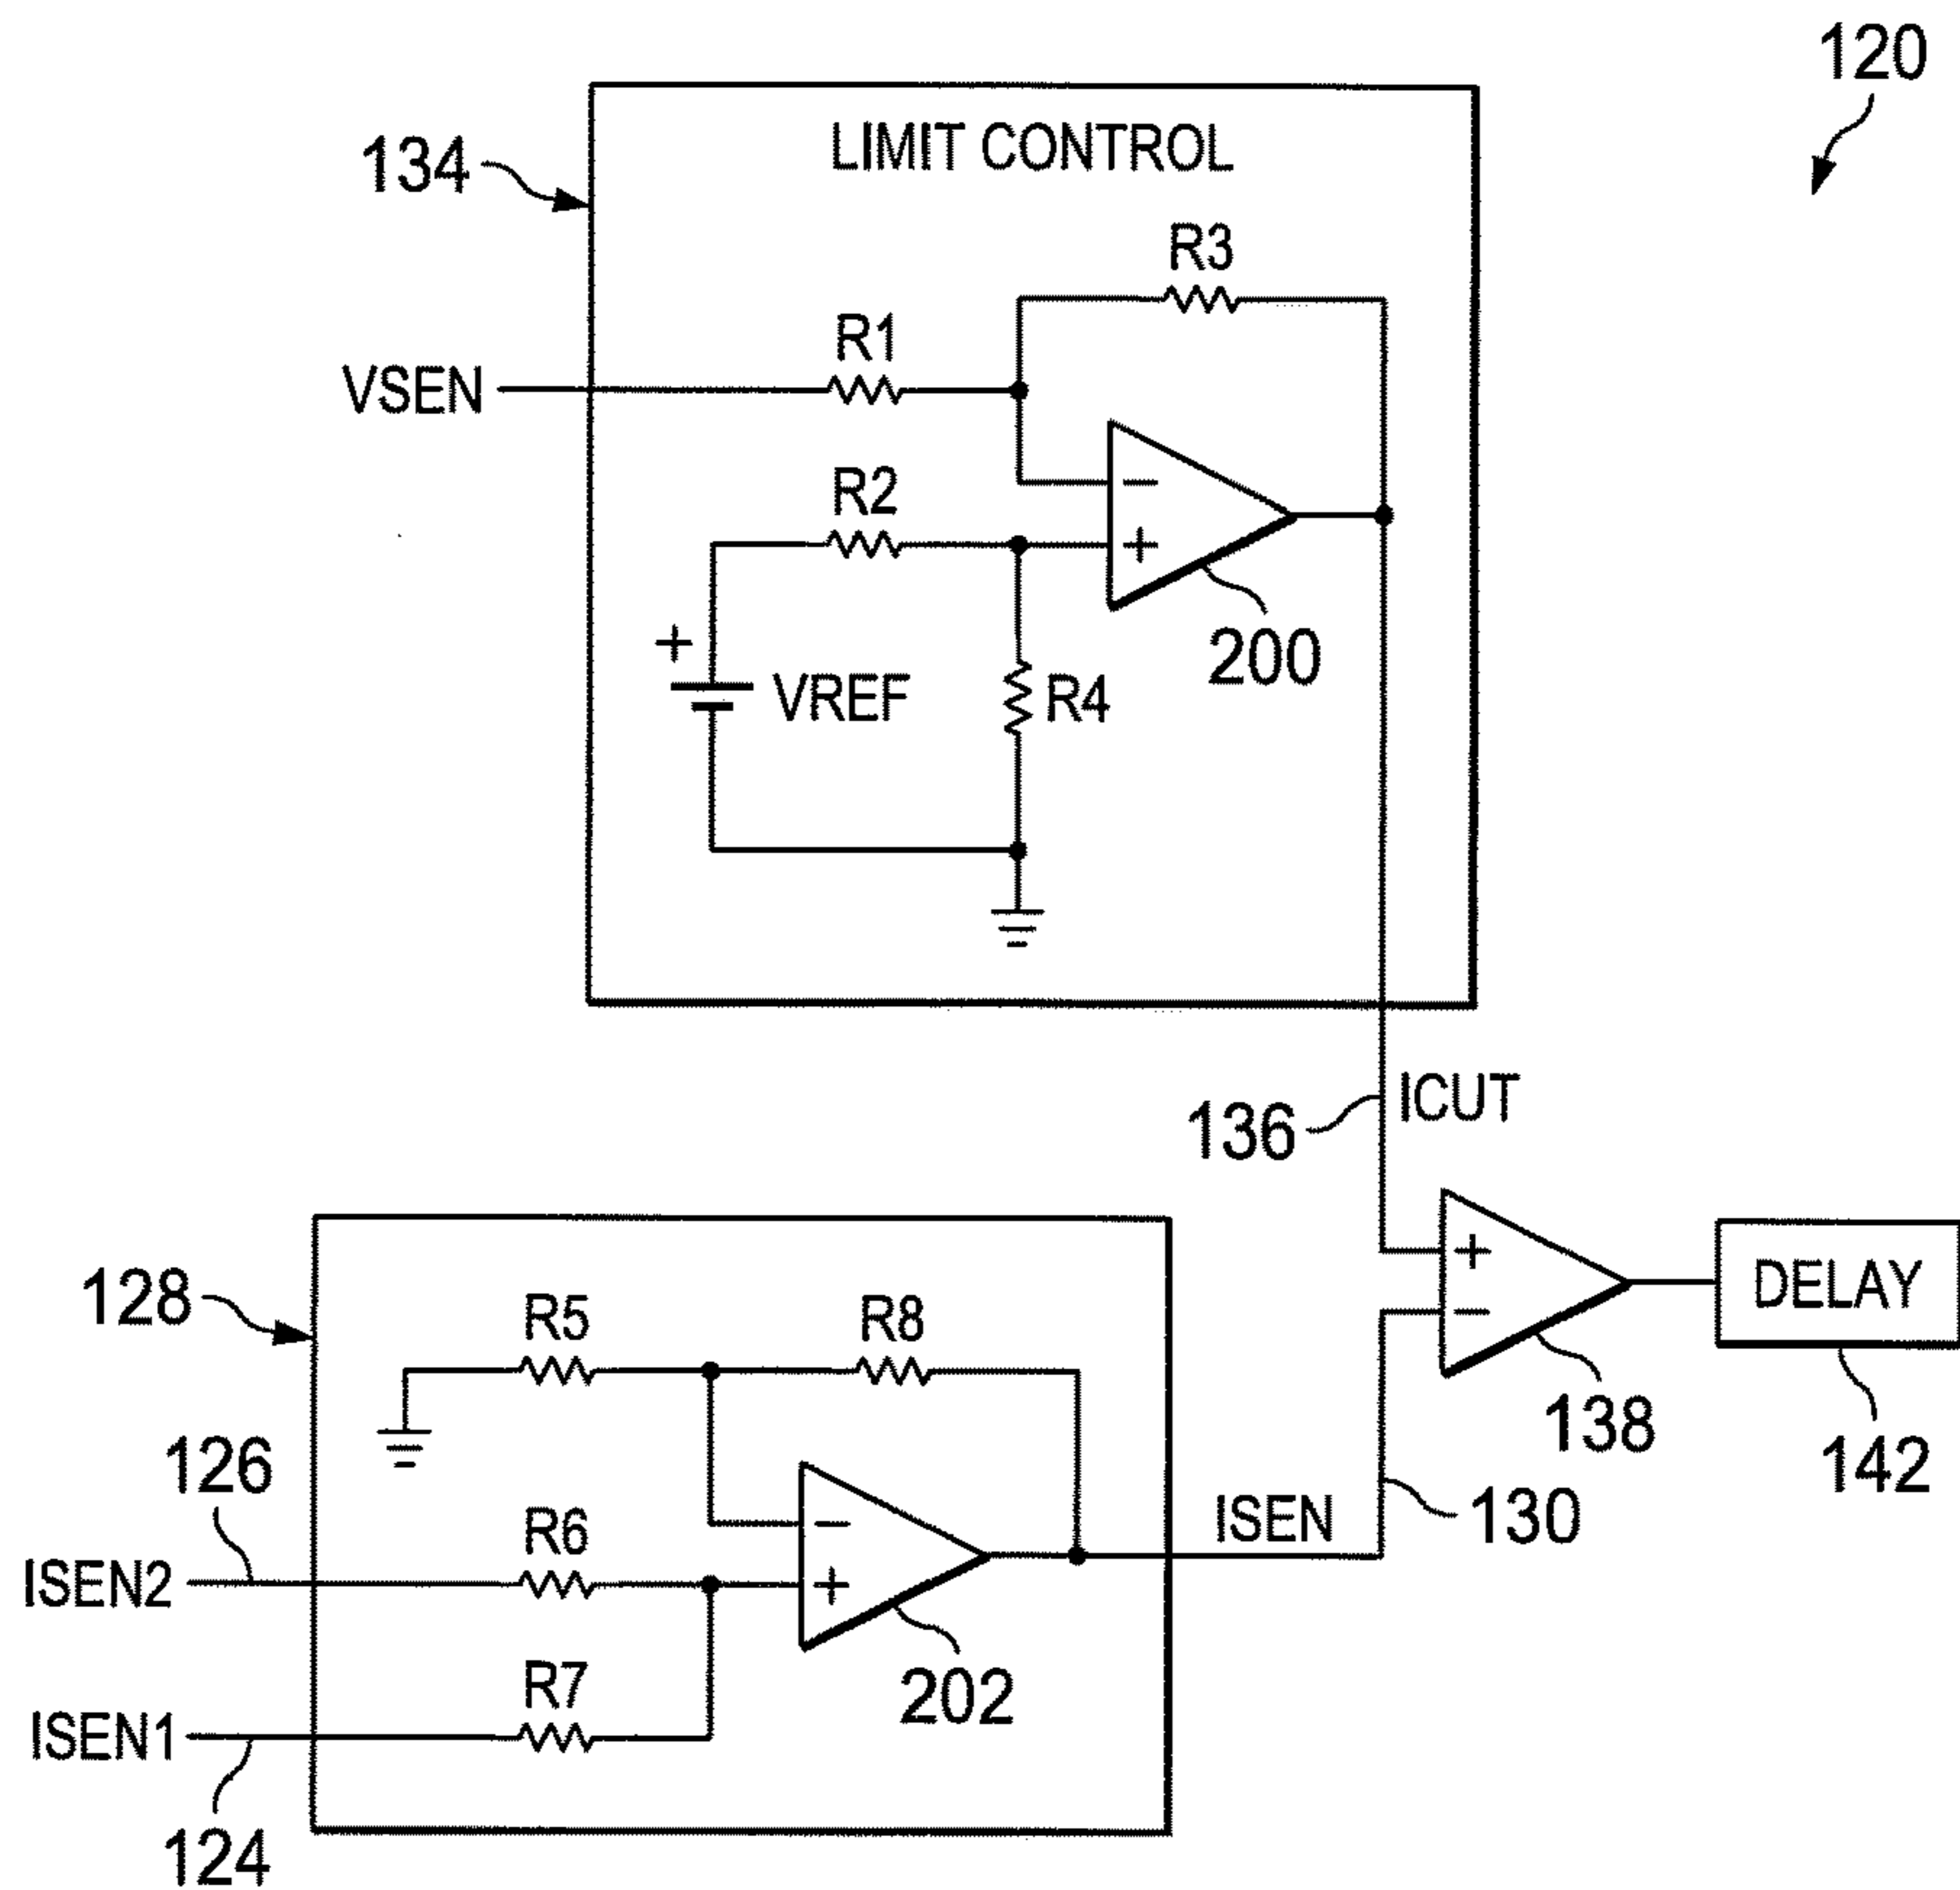 120
134
LIMIT CONTROL
R3
R1
VSEN
R2
−
+
200
+
VREF
R4
136
ICUT
+
−
DELAY
138
142
128
R5
R8
126
ISEN2
R6
−
+
ISEN
130
202
R7
ISEN1
124